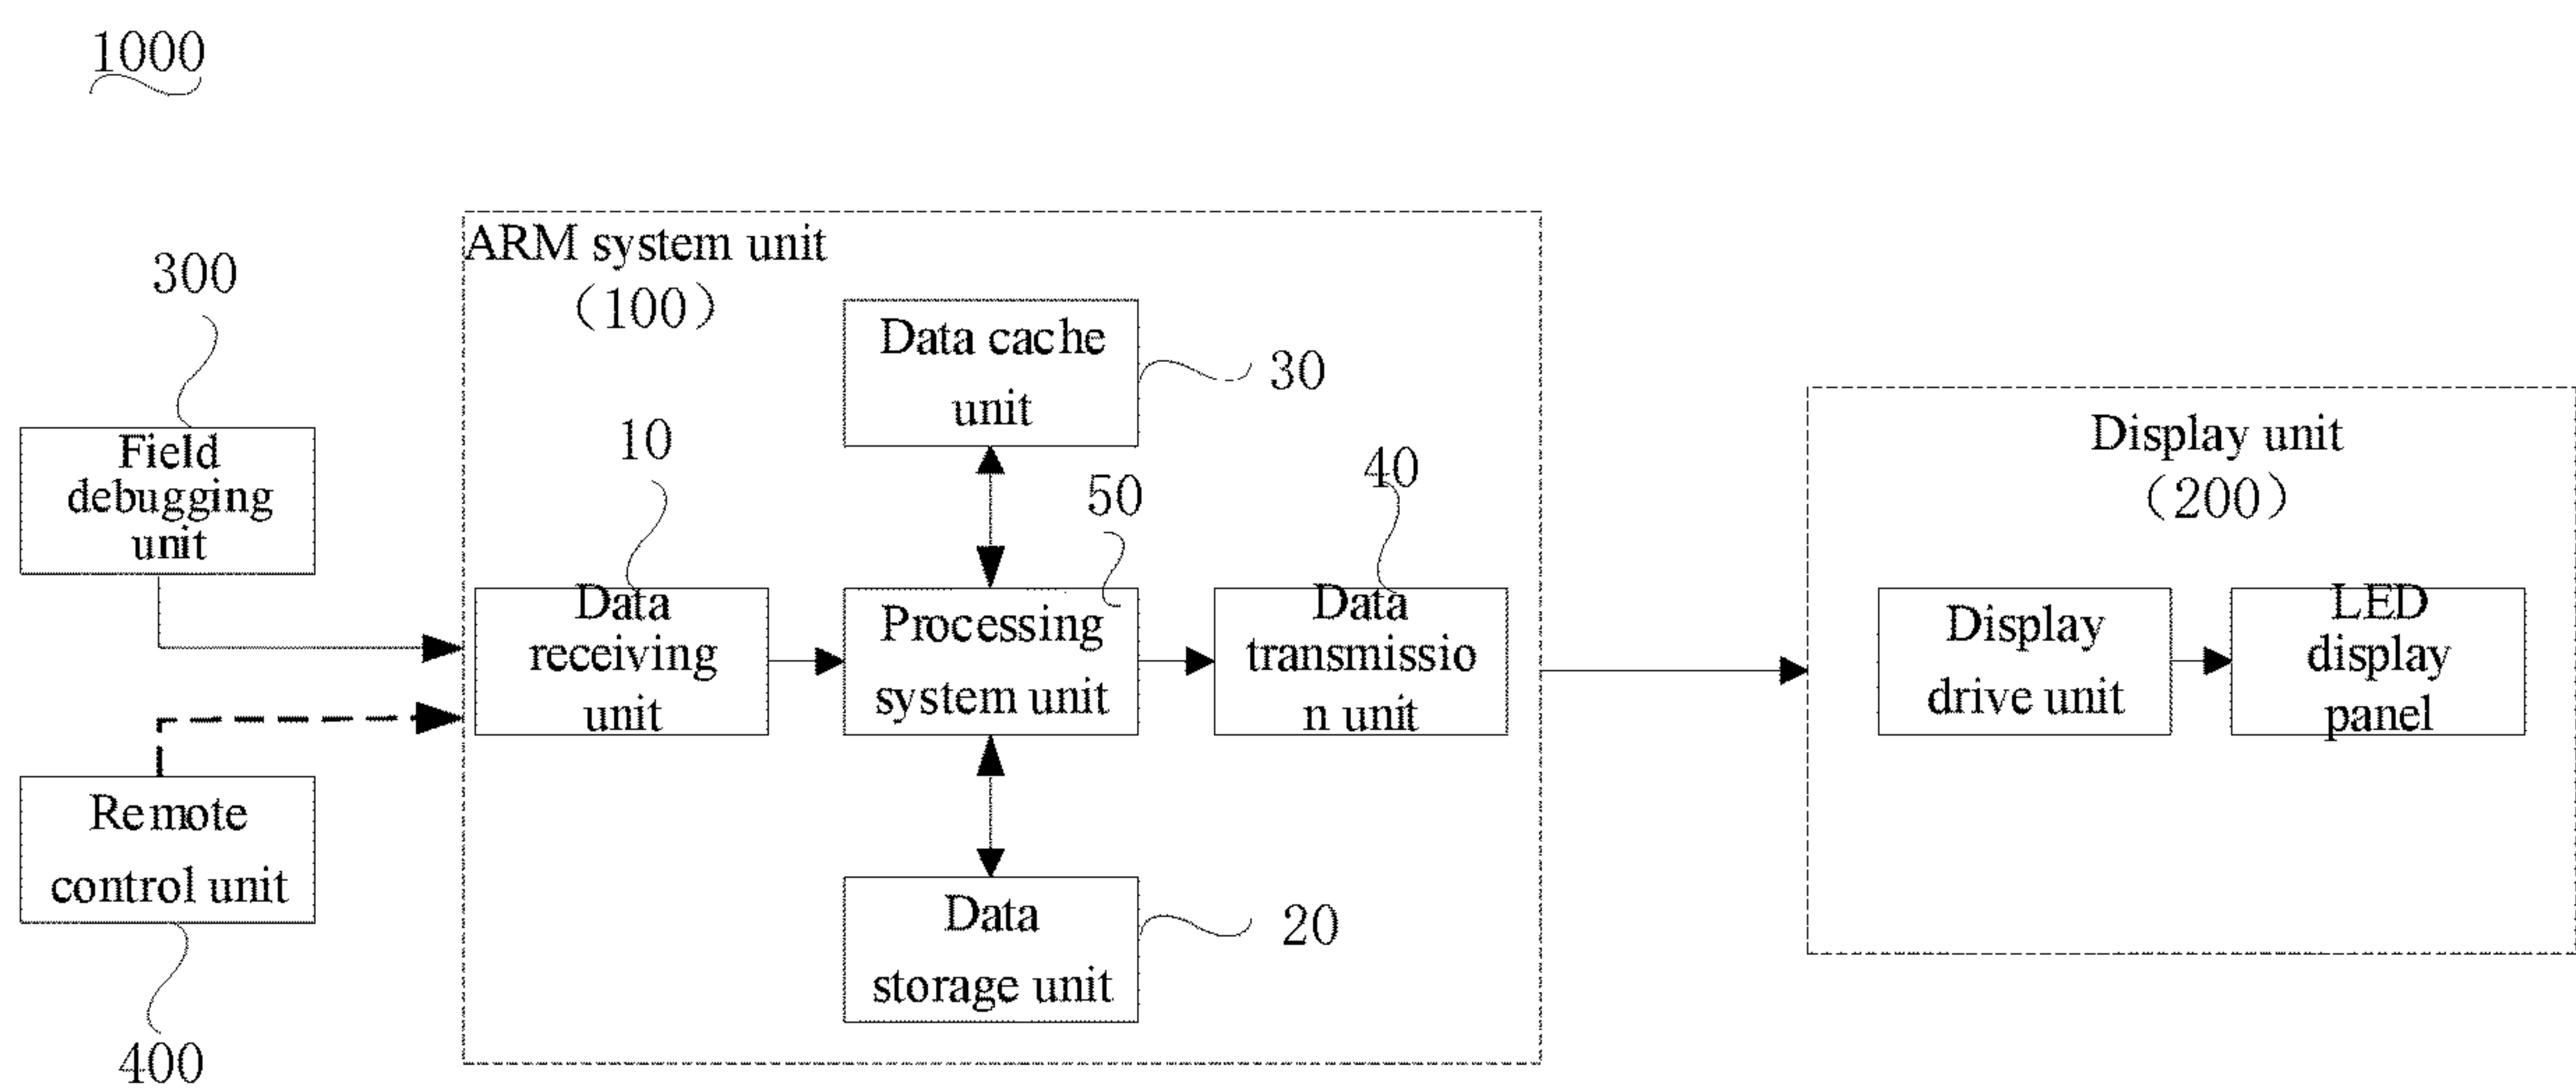 1000
300
Field
debugging
unit
Remote
control unit
400
ARM system unit
（100）
Data cache
unit
30
10
Data
receiving
unit
50
Processing
system unit
40
Data
transmissio
n unit
Data
storage unit
20
Display unit
（200）
Display
drive unit
LED
display
panel